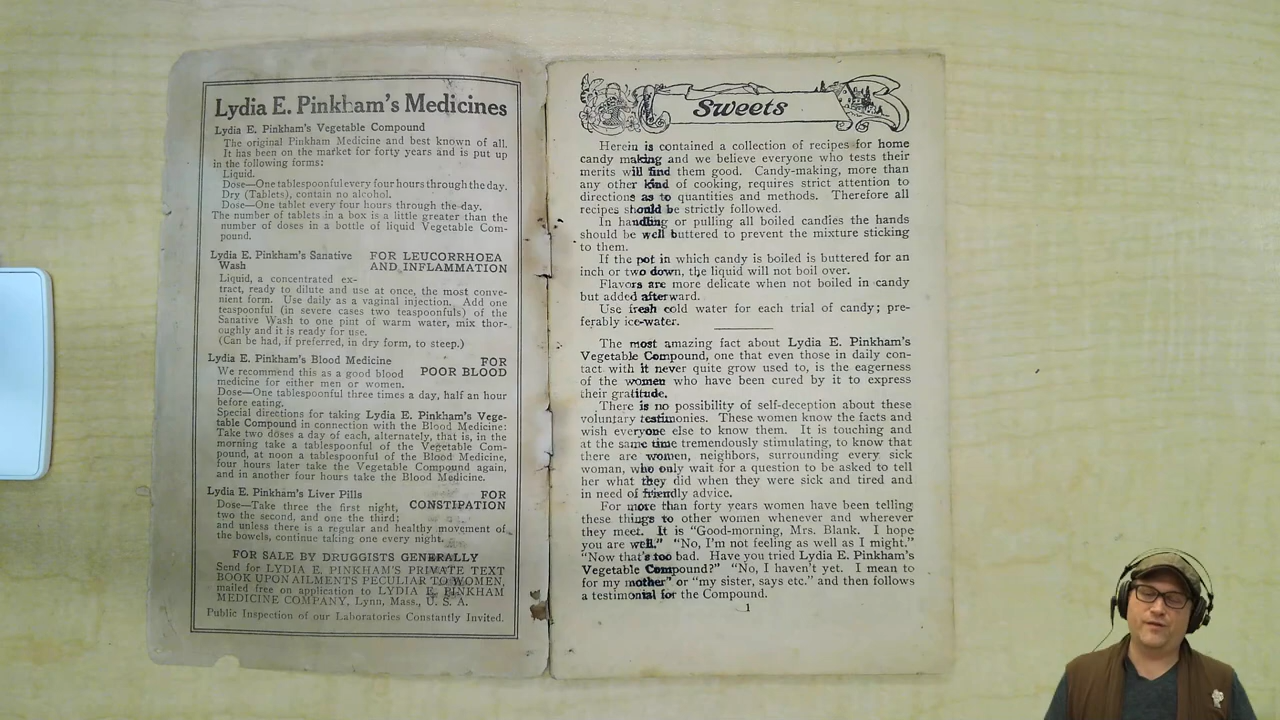 Lydia E. Pinkham's Medicines
Lydia E. Pinkham's Vegetable Compound
The original Pinkham Medicine and best known of all.
It has been on the market for forty years and is put up
in the following forms:
Liquid.
Dose—One tablespoonful every four hours through the day.
Dry (Tablets), contain no alcohol.
Dose—One tablet every four hours through the day.
The number of tablets in a box is a little greater than the
number of doses in a bottle of liquid Vegetable Com-
pound.
Lydia E. Pinkham's Sanative
Wash
FOR LEUCORRHOEA
AND INFLAMMATION
Liquid, a concentrated ex-
tract, ready to dilute and use at once, the most conve-
nient form. Use daily as a vaginal injection. Add one
teaspoonful (in severe cases two teaspoonfuls) of the
Sanative Wash to one pint of warm water, mix thor-
oughly and it is ready for use.
(Can be had, if preferred, in dry form, to steep.)
Lydia E. Pinkham's Blood Medicine
FOR
POOR BLOOD
We recommend this as a good blood
medicine for either men or women.
Dose—One tablespoonful three times a day, half an hour
before eating.
Special directions for taking Lydia E. Pinkham's Vege-
table Compound in connection with the Blood Medicine:
Take two doses a day of each, alternately, that is, in the
morning take a tablespoonful of the Vegetable Com-
pound, at noon a tablespoonful of the Blood Medicine,
four hours later take the Vegetable Compound again,
and in another four hours take the Blood Medicine.
Lydia E. Pinkham's Liver Pills
FOR
CONSTIPATION
Dose—Take three the first night,
two the second, and one the third;
and unless there is a regular and healthy movement of
the bowels, continue taking one every night.
FOR SALE BY DRUGGISTS GENERALLY
Send for LYDIA E. PINKHAM'S PRIVATE TEXT
BOOK UPON AILMENTS PECULIAR TO WOMEN,
mailed free on application to LYDIA E. PINKHAM
MEDICINE COMPANY, Lynn, Mass., U. S. A.
Public Inspection of our Laboratories Constantly Invited.
Sweets
Herein is contained a collection of recipes for home
candy making and we believe everyone who tests their
merits will find them good. Candy-making, more than
any other kind of cooking, requires strict attention to
directions as to quantities and methods. Therefore all
recipes should be strictly followed.
In handling or pulling all boiled candies the hands
should be well buttered to prevent the mixture sticking
to them.
If the pot in which candy is boiled is buttered for an
inch or two down, the liquid will not boil over.
Flavors are more delicate when not boiled in candy
but added afterward.
Use fresh cold water for each trial of candy; pre-
ferably ice-water.
The most amazing fact about Lydia E. Pinkham's
Vegetable Compound, one that even those in daily con-
tact with it never quite grow used to, is the eagerness
of the women who have been cured by it to express
their gratitude.
There is no possibility of self-deception about these
voluntary testimonies. These women know the facts and
wish everyone else to know them. It is touching and
at the same time tremendously stimulating, to know that
there are women, neighbors, surrounding every sick
woman, who only wait for a question to be asked to tell
her what they did when they were sick and tired and
in need of friendly advice.
For more than forty years women have been telling
these things to other women whenever and wherever
they meet. It is "Good-morning, Mrs. Blank. I hope
you are well." "No, I'm not feeling as well as I might."
"Now that's too bad. Have you tried Lydia E. Pinkham's
Vegetable Compound?" "No, I haven't yet. I mean to
for my mother" or "my sister, says etc." and then follows
a testimonial for the Compound.
1